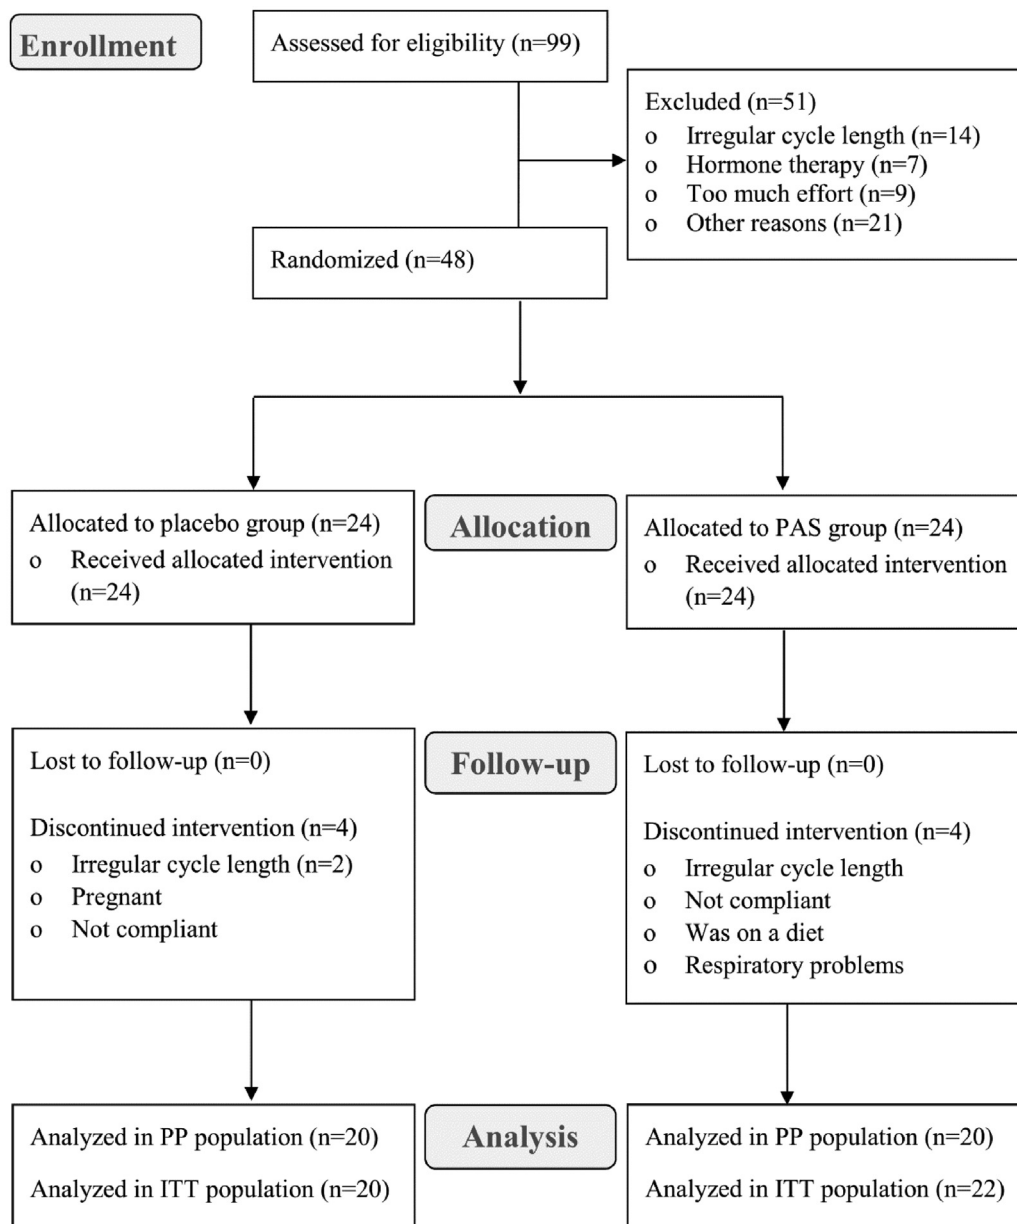 Enrollment
Assessed for eligibility (n=99)
Excluded (n=51)
o Irregular cycle length (n=14)
o Hormone therapy (n=7)
o Too much effort (n=9)
o Other reasons (n=21)
Randomized (n=48)
Allocation
Allocated to placebo group (n=24)
o Received allocated intervention
(n=24)
Allocated to PAS group (n=24)
o Received allocated intervention
(n=24)
Follow-up
Lost to follow-up (n=0)
Discontinued intervention (n=4)
o Irregular cycle length (n=2)
o Pregnant
o Not compliant
Lost to follow-up (n=0)
Discontinued intervention (n=4)
o Irregular cycle length
o Not compliant
o Was on a diet
o Respiratory problems
Analysis
Analyzed in PP population (n=20)
Analyzed in ITT population (n=20)
Analyzed in PP population (n=20)
Analyzed in ITT population (n=22)